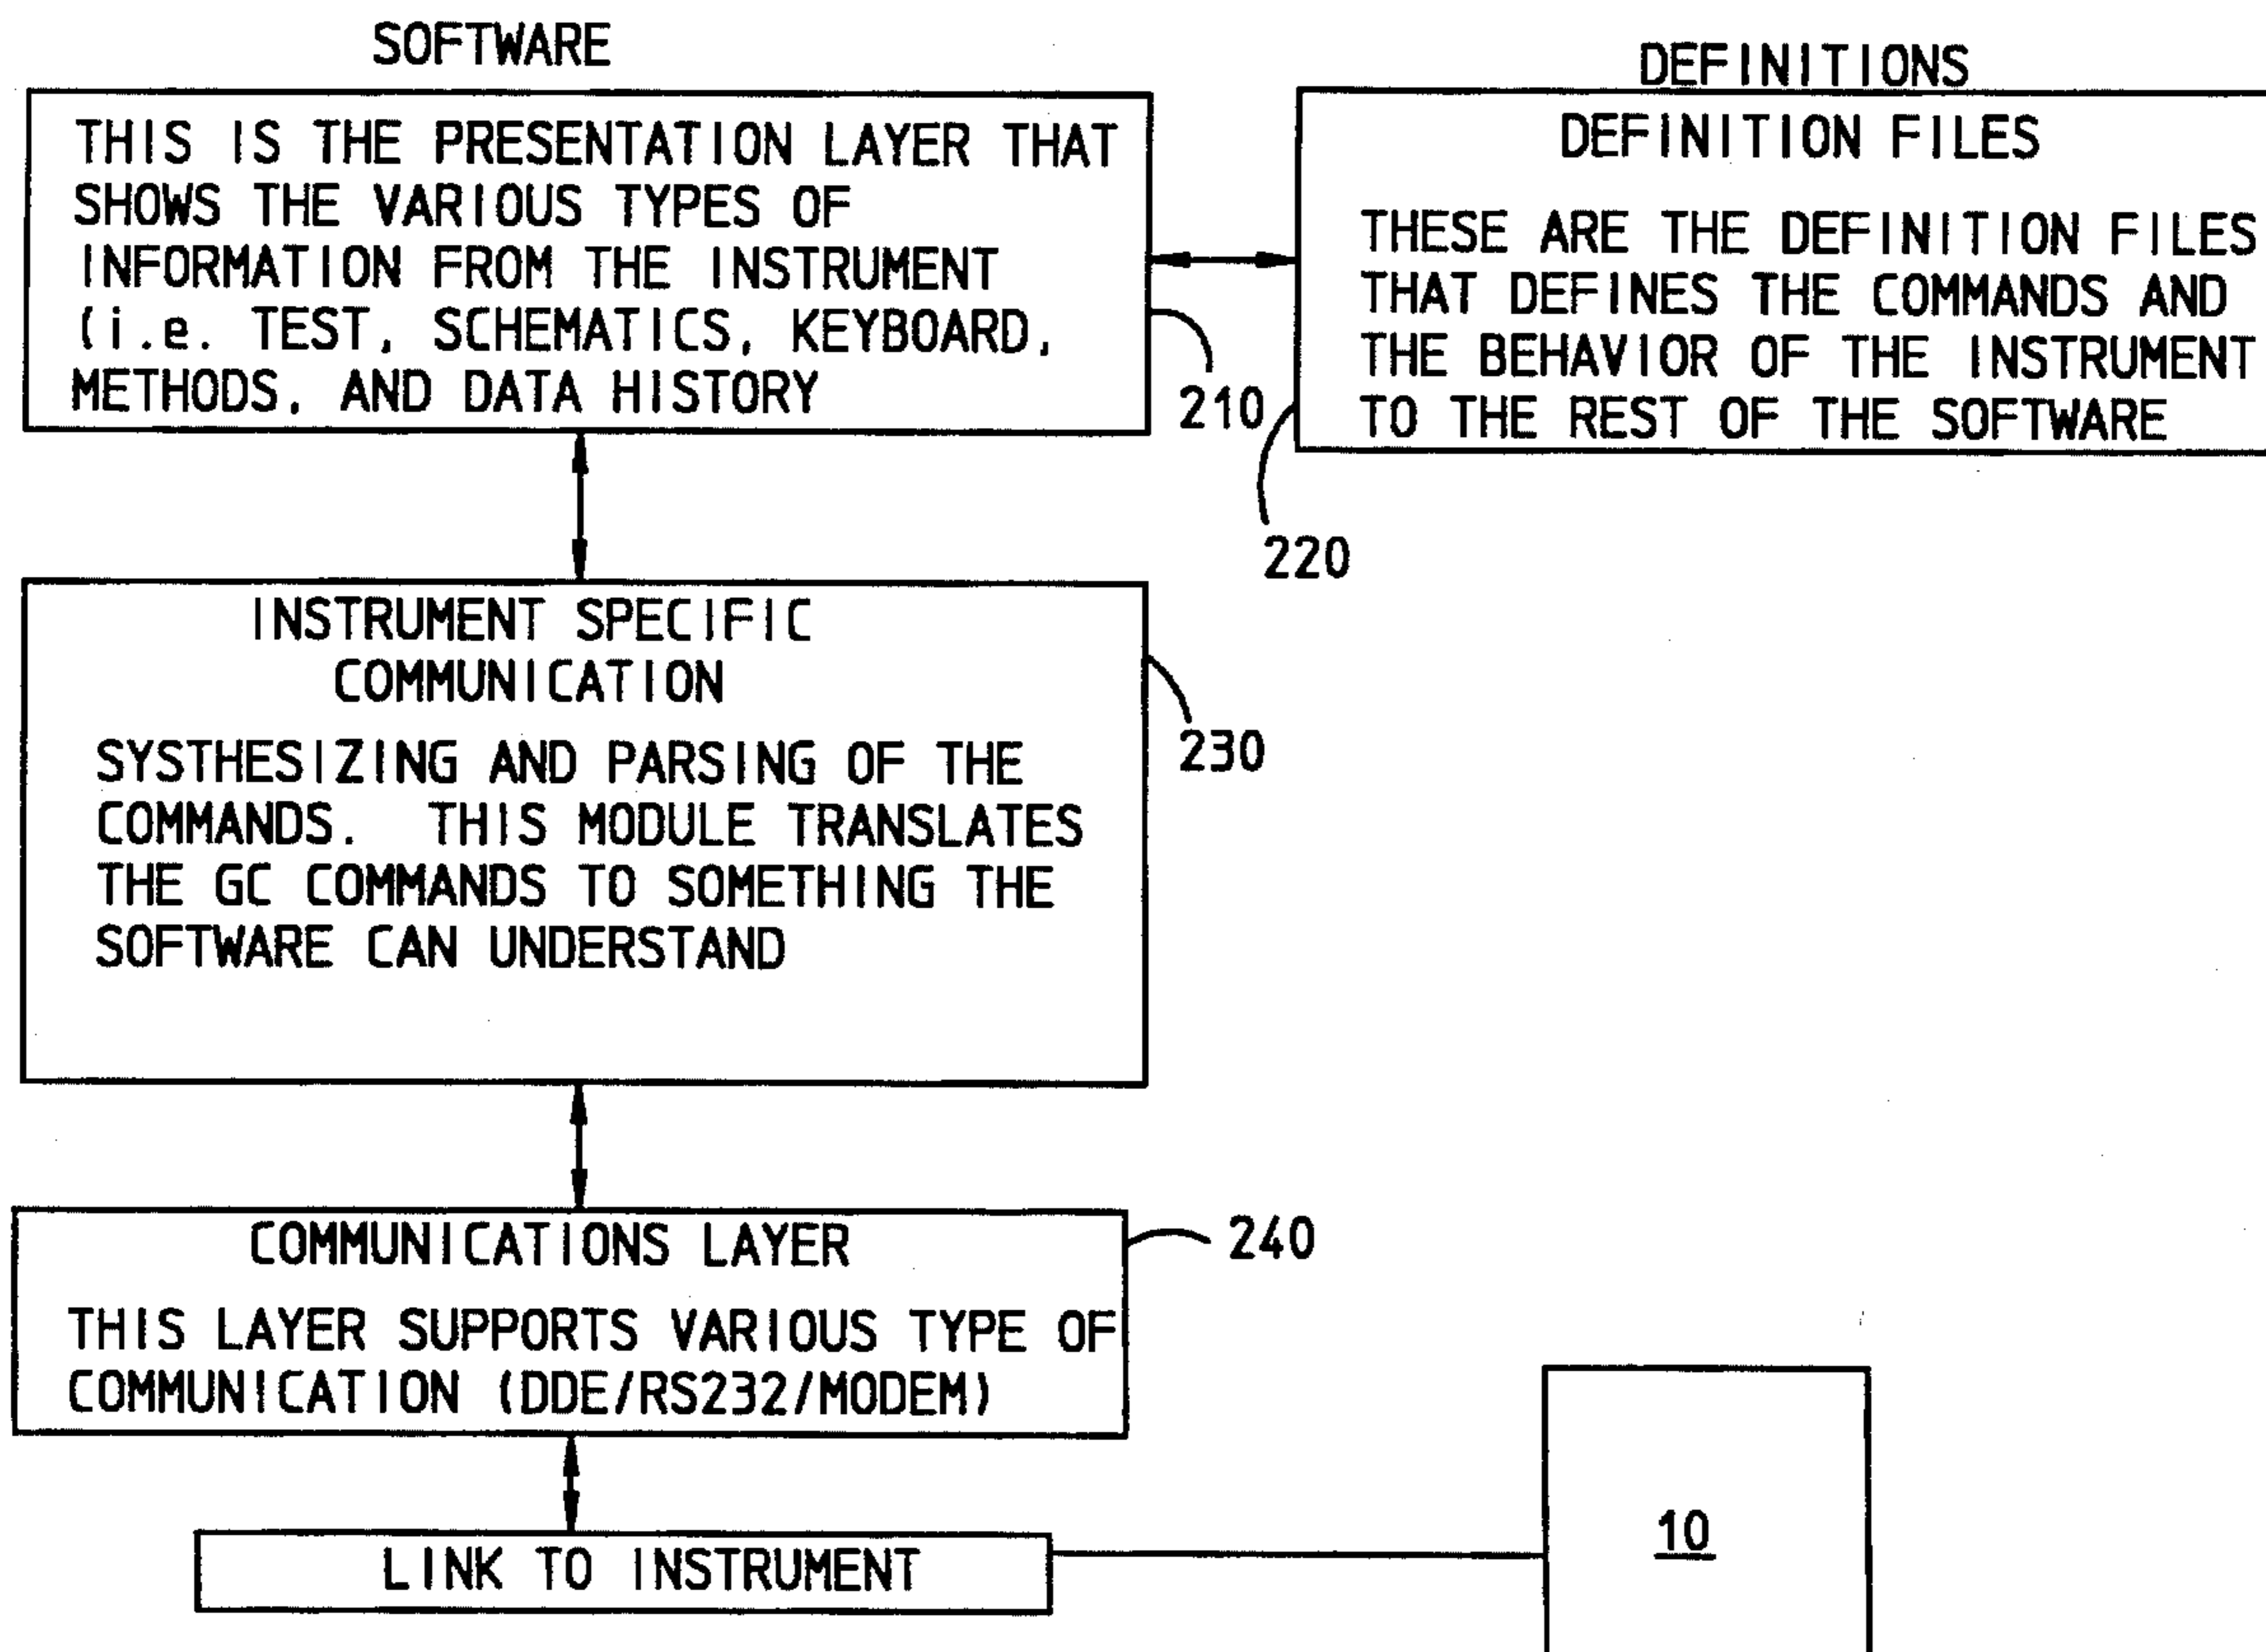 SOFTWARE
THIS IS THE PRESENTATION LAYER THAT
SHOWS THE VARIOUS TYPES OF
INFORMATION FROM THE INSTRUMENT
(i.e. TEST, SCHEMATICS, KEYBOARD,
METHODS, AND DATA HISTORY
210
DEFINITIONS
DEFINITION FILES
THESE ARE THE DEFINITION FILES
THAT DEFINES THE COMMANDS AND
THE BEHAVIOR OF THE INSTRUMENT
TO THE REST OF THE SOFTWARE
220
INSTRUMENT SPECIFIC
COMMUNICATION
SYSTHESIZING AND PARSING OF THE
COMMANDS. THIS MODULE TRANSLATES
THE GC COMMANDS TO SOMETHING THE
SOFTWARE CAN UNDERSTAND
230
COMMUNICATIONS LAYER
THIS LAYER SUPPORTS VARIOUS TYPE OF
COMMUNICATION (DDE/RS232/MODEM)
240
LINK TO INSTRUMENT
10